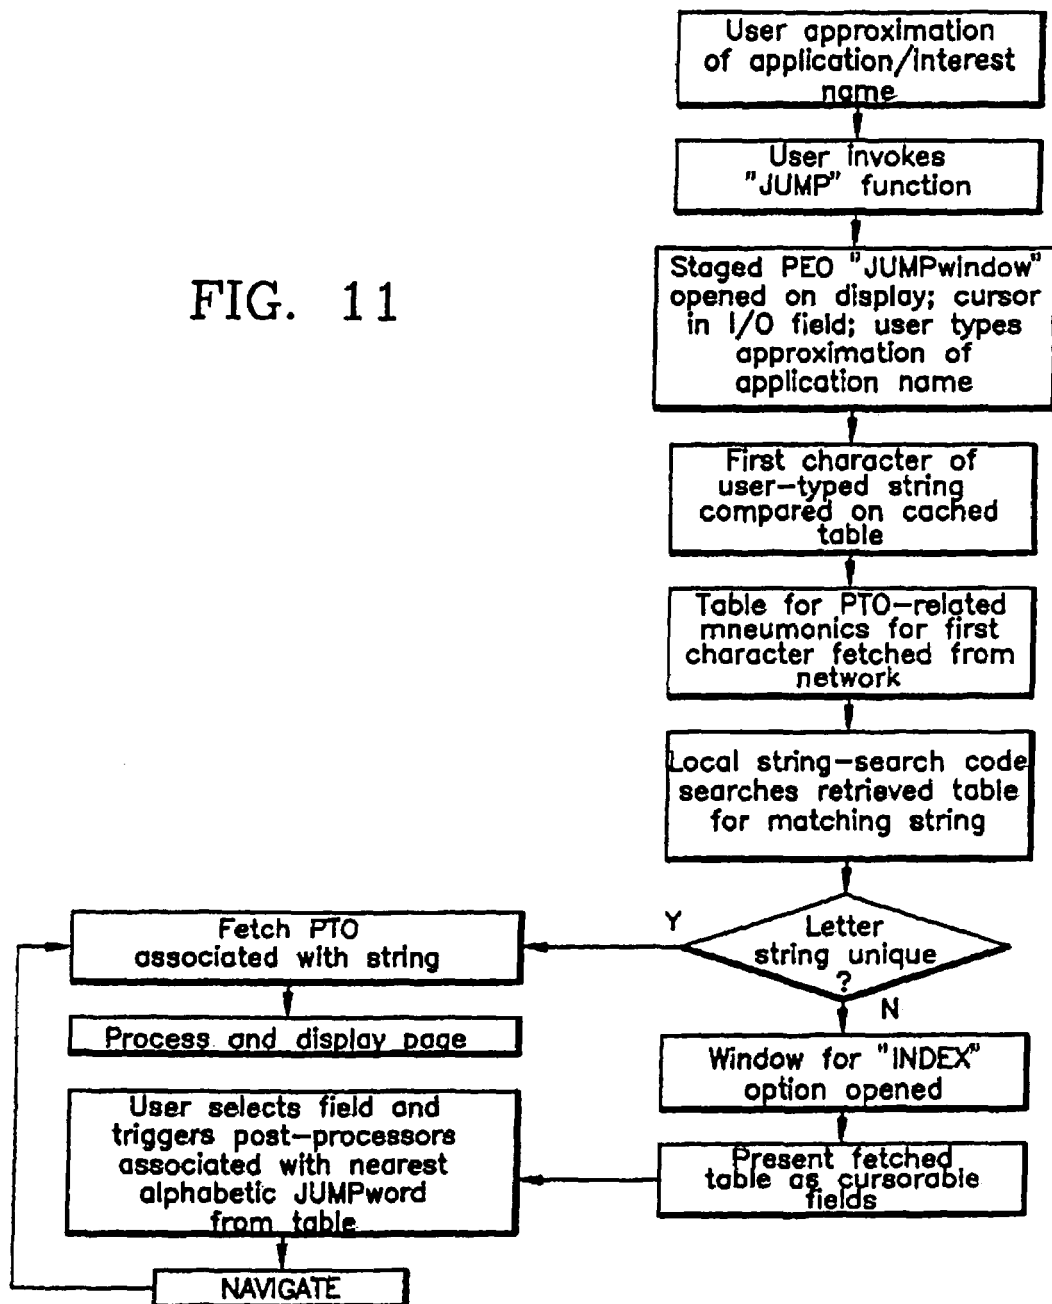 User approximation
of application/interest
name
User invokes
"JUMP" function
FIG. 11
Staged PEO "JUMPwindow"
opened on display; cursor
in I/O field; user types
approximation of
application name
First character of
user-typed string
compared on cached
table
Table for PTO-related
mneumonics for first
character fetched from
network
Local string-search code
searches retrieved table
for matching string
Letter
string unique
?
Y
N
Fetch PTO
associated with string
Process and display page
Window for "INDEX"
option opened
Present fetched
table as cursorable
fields
User selects field and
triggers post-processors
associated with nearest
alphabetic JUMPword
from table
NAVIGATE